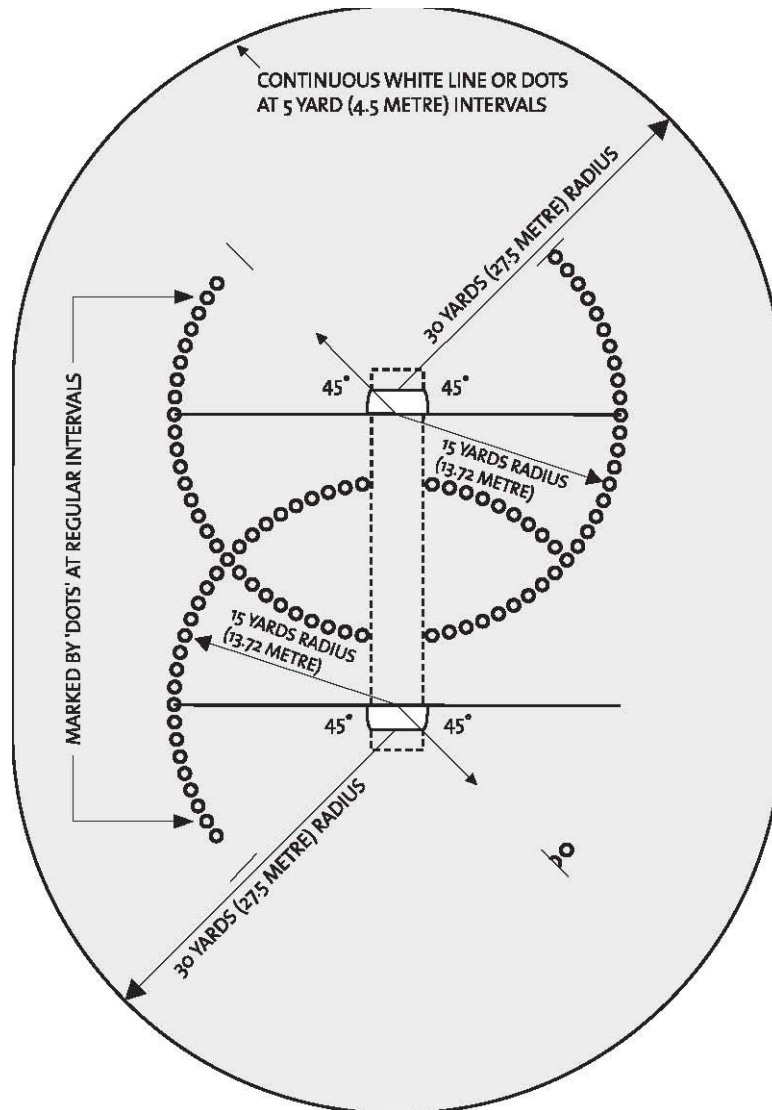 CONTINUOUS WHITE LINE OR DOTS
AT 5 YARD (4.5 METRE) INTERVALS
30 YARDS (27.5 METRE) RADIUS
45°
45°
15 YARDS RADIUS
(13.72 METRE)
MARKED BY 'DOTS' AT REGULAR INTERVALS
15 YARDS RADIUS
(13.72 METRE)
45°
45°
30 YARDS (27.5 METRE) RADIUS